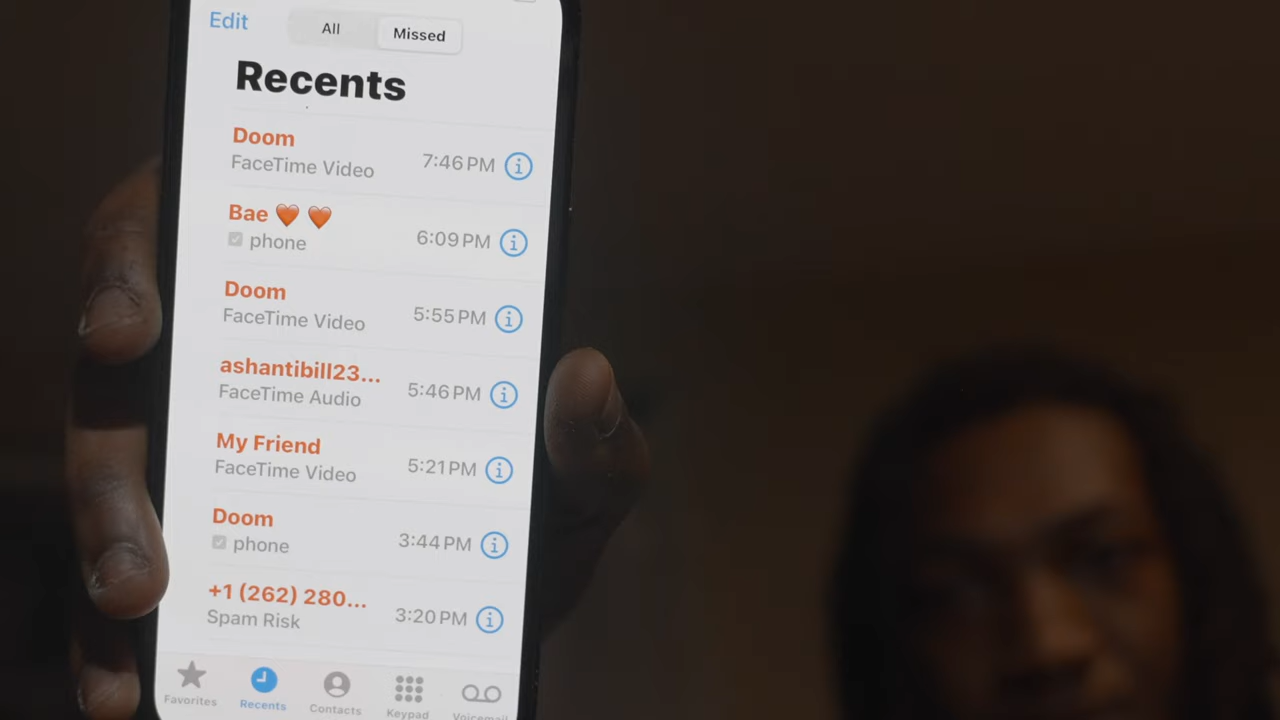 Edit
All
Missed
Recents
Doom
FaceTime Video
7:46 PM
Bae 🧡 🧡
phone
6:09 PM
Doom
FaceTime Video
5:55 PM
ashantibill23...
FaceTime Audio
5:46 PM
My Friend
FaceTime Video
5:21 PM
Doom
phone
3:44 PM
+1 (262) 280...
Spam Risk
3:20 PM
Favorites
Recents
Contacts
Keypad
Voicemail